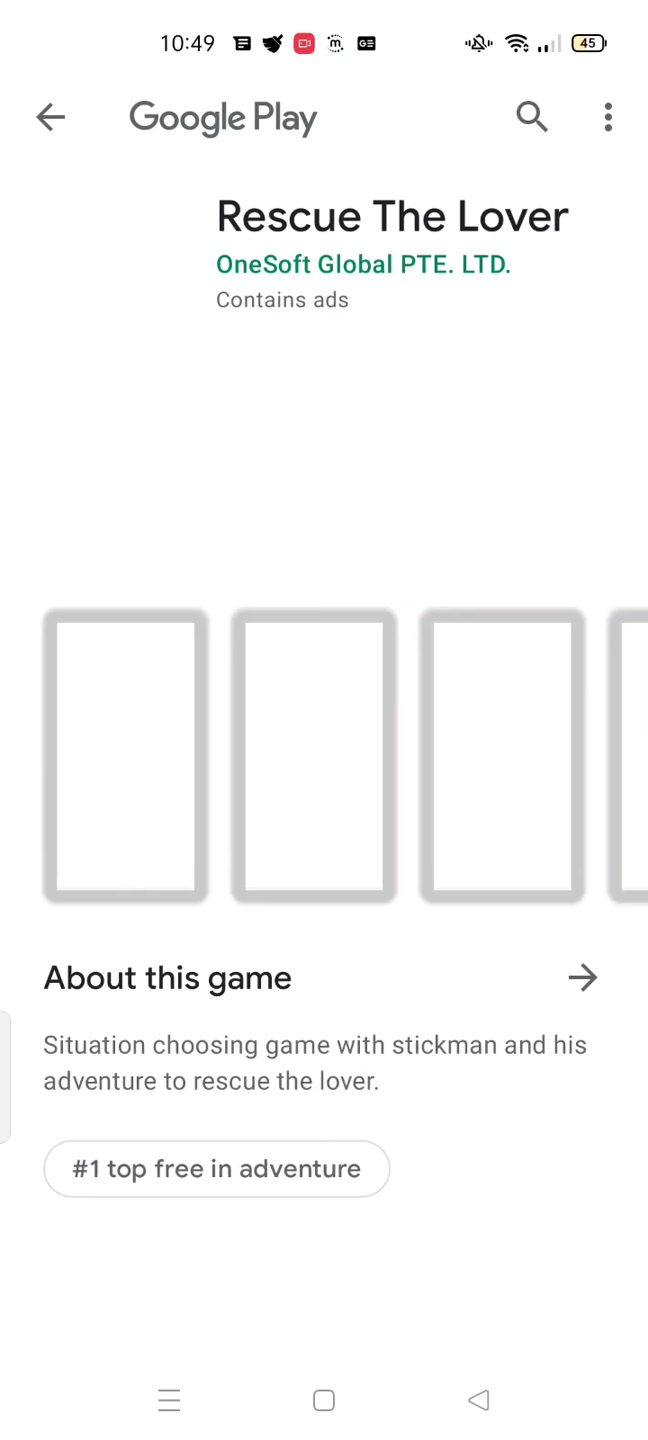 10:49
45
Google Play
Rescue The Lover
OneSoft Global PTE. LTD.
Contains ads
About this game
Situation choosing game with stickman and his
adventure to rescue the lover.
#1 top free in adventure